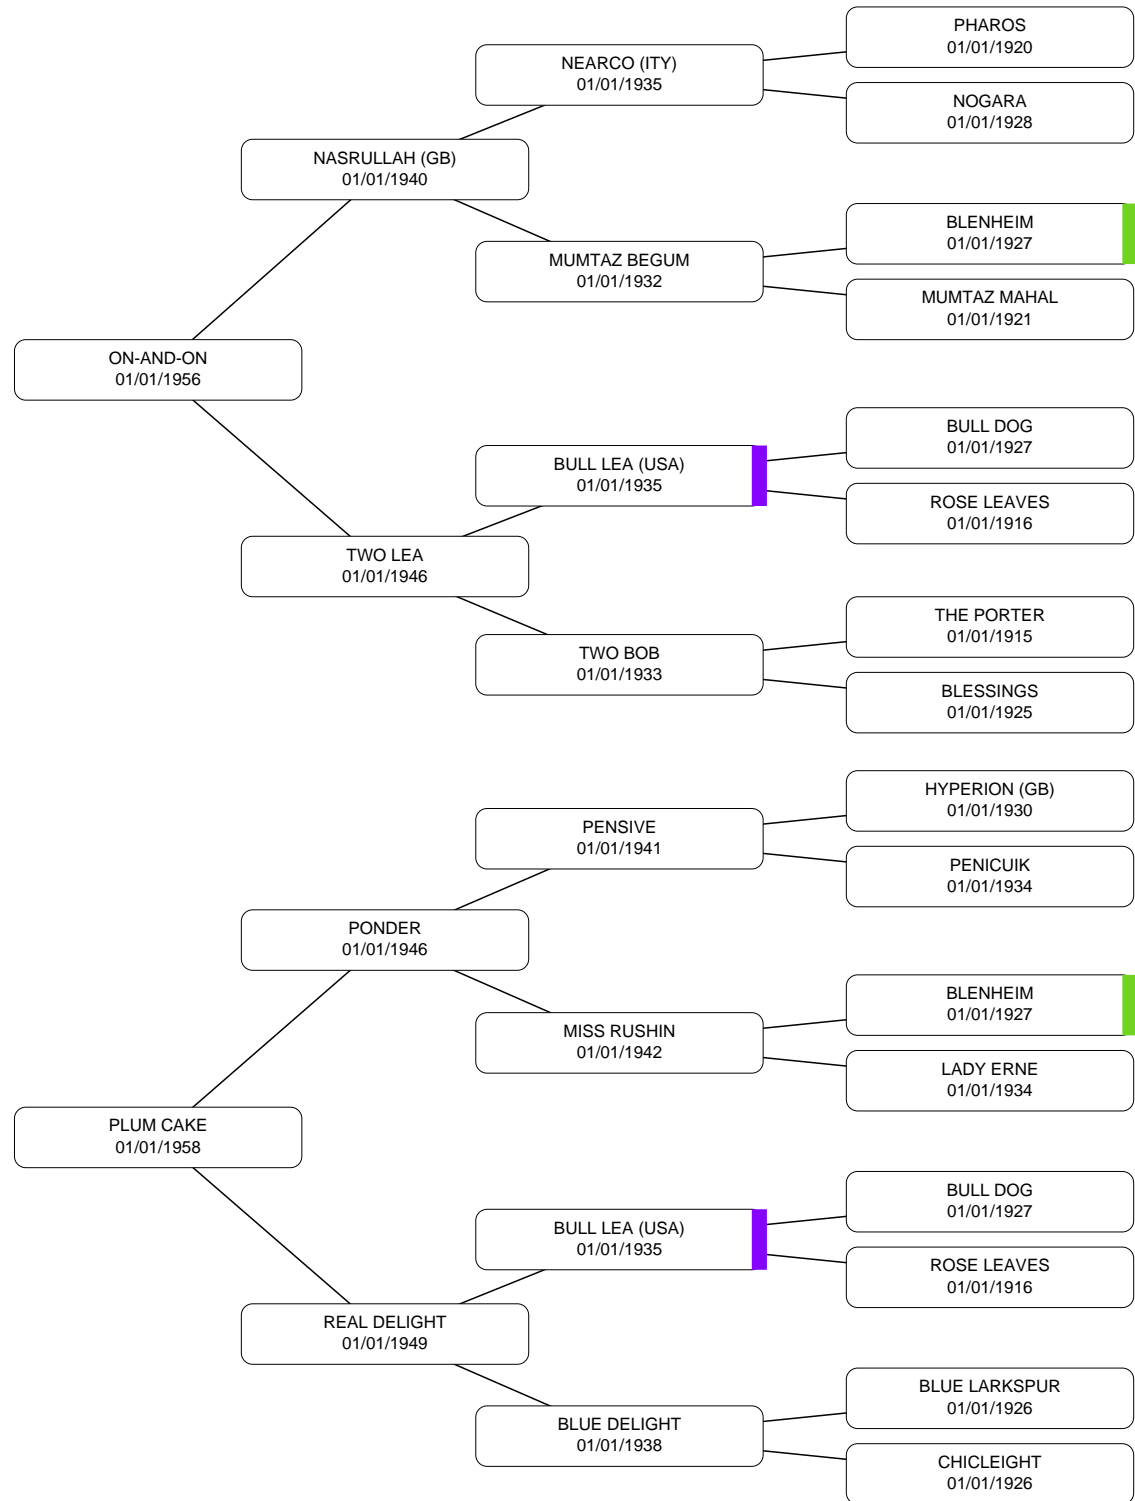 PHAROS
01/01/1920
NEARCO (ITY)
01/01/1935
NOGARA
01/01/1928
NASRULLAH (GB)
01/01/1940
BLENHEIM
01/01/1927
MUMTAZ BEGUM
01/01/1932
MUMTAZ MAHAL
01/01/1921
ON-AND-ON
01/01/1956
BULL DOG
01/01/1927
BULL LEA (USA)
01/01/1935
ROSE LEAVES
01/01/1916
TWO LEA
01/01/1946
THE PORTER
01/01/1915
TWO BOB
01/01/1933
BLESSINGS
01/01/1925
HYPERION (GB)
01/01/1930
PENSIVE
01/01/1941
PENICUIK
01/01/1934
PONDER
01/01/1946
BLENHEIM
01/01/1927
MISS RUSHIN
01/01/1942
LADY ERNE
01/01/1934
PLUM CAKE
01/01/1958
BULL DOG
01/01/1927
BULL LEA (USA)
01/01/1935
ROSE LEAVES
01/01/1916
REAL DELIGHT
01/01/1949
BLUE LARKSPUR
01/01/1926
BLUE DELIGHT
01/01/1938
CHICLEIGHT
01/01/1926